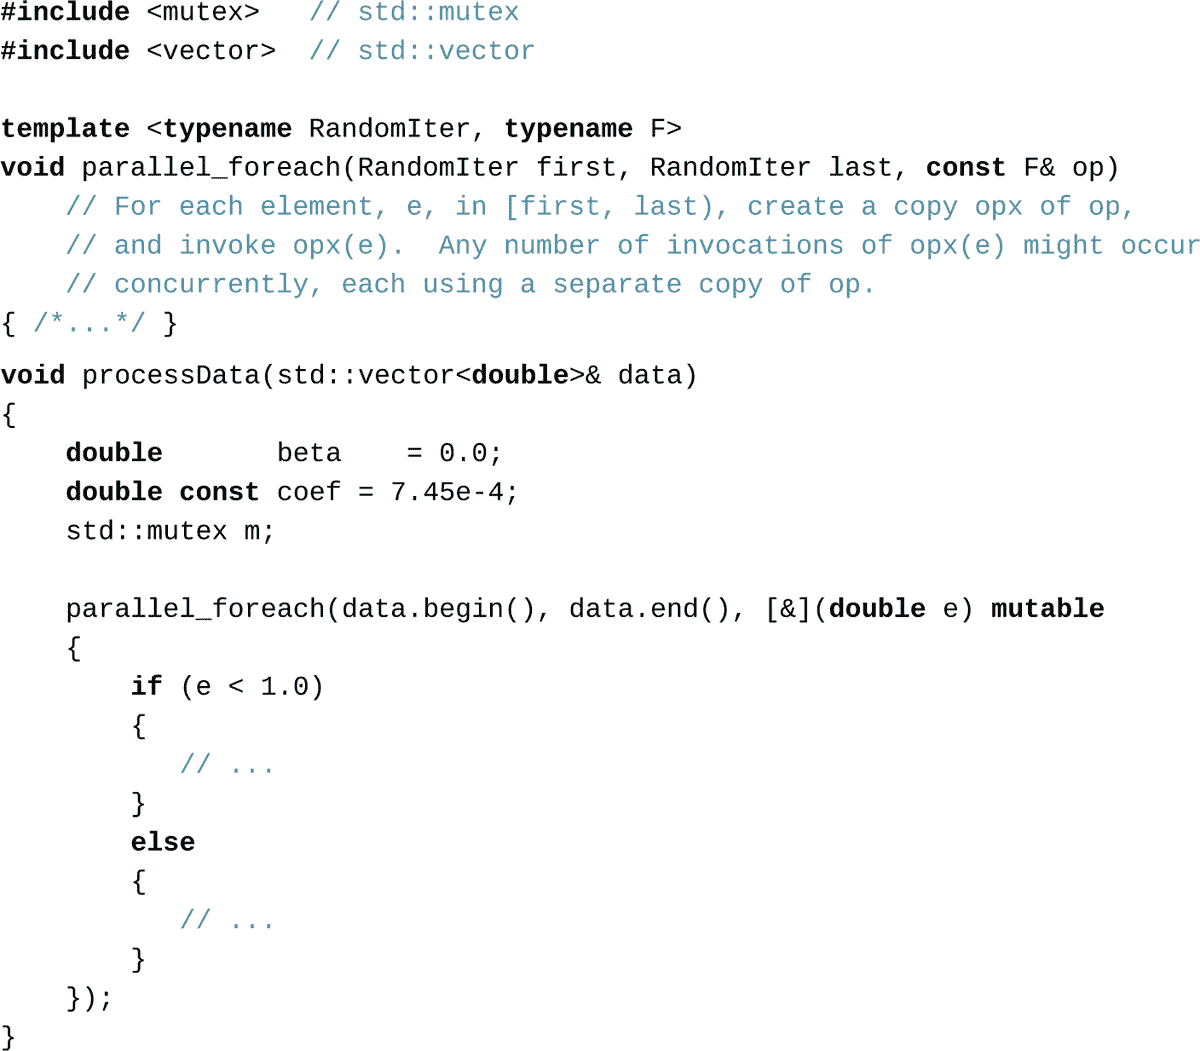 #include <mutex>   // std::mutex
#include <vector>  // std::vector

template <typename RandomIter, typename F>
void parallel_foreach(RandomIter first, RandomIter last, const F& op)
    // For each element, e, in [first, last), create a copy opx of op,
    // and invoke opx(e).  Any number of invocations of opx(e) might occur
    // concurrently, each using a separate copy of op.
{ /*...*/ }
void processData(std::vector<double>& data)
{
    double       beta    = 0.0;
    double const coef = 7.45e-4;
    std::mutex m;

    parallel_foreach(data.begin(), data.end(), [&](double e) mutable
    {
        if (e < 1.0)
        {
           // ...
        }
        else
        {
           // ...
        }
    });
}